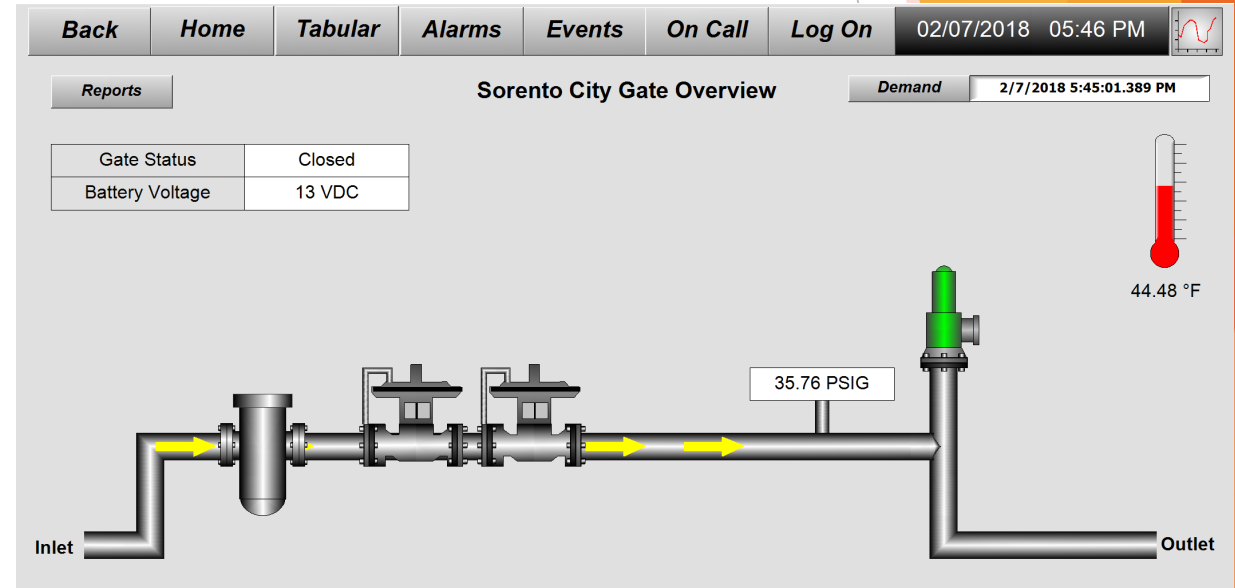 Back Home Tabular Alarms Events On Call Log On 02/07/2018 05:46 PM
Reports Sorento City Gate Overview Demand 2/7/2018 5:45:01.389 PM
Gate Status Closed
Battery Voltage 13 VDC
44.48 °F
35.76 PSIG
Inlet Outlet